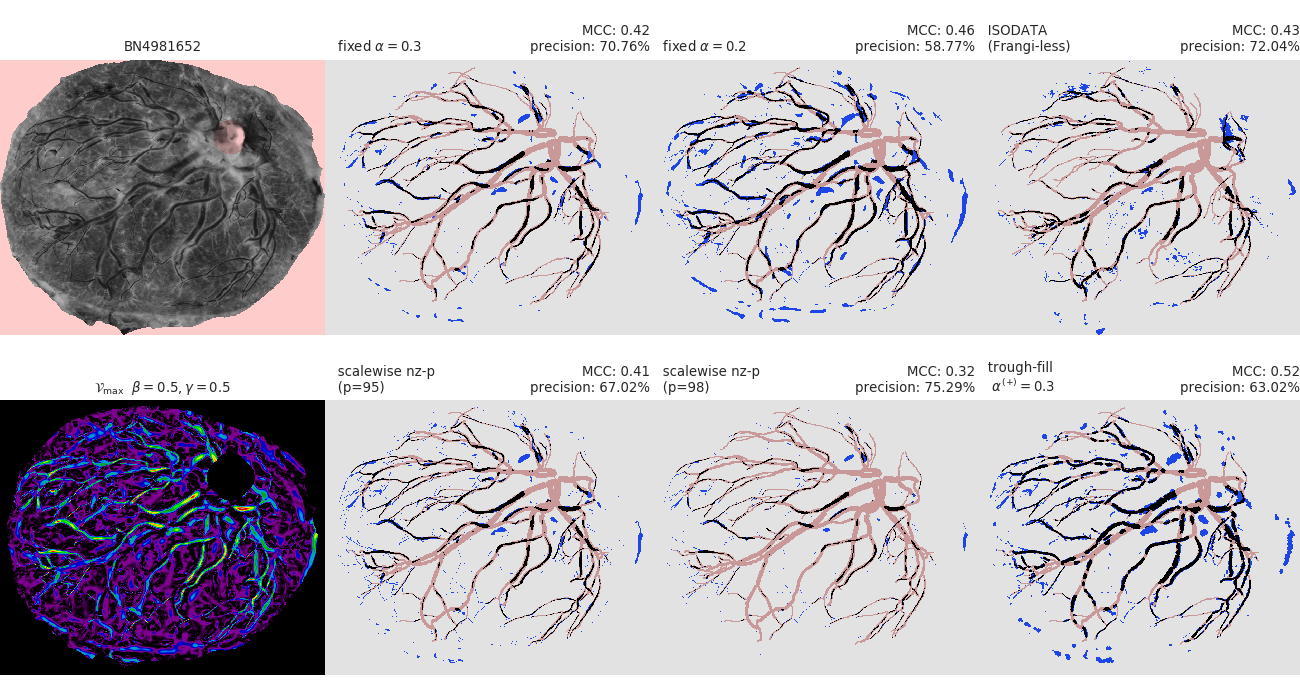 BN4981652
fixed α = 0.3
MCC: 0.42
precision: 70.76%
fixed α = 0.2
MCC: 0.46
precision: 58.77%
ISODATA
(Frangi-less)
MCC: 0.43
precision: 72.04%
𝒱max β = 0.5, γ = 0.5
scalewise nz-p
(p=95)
MCC: 0.41
precision: 67.02%
scalewise nz-p
(p=98)
MCC: 0.32
precision: 75.29%
trough-fill
α(+) = 0.3
MCC: 0.52
precision: 63.02%